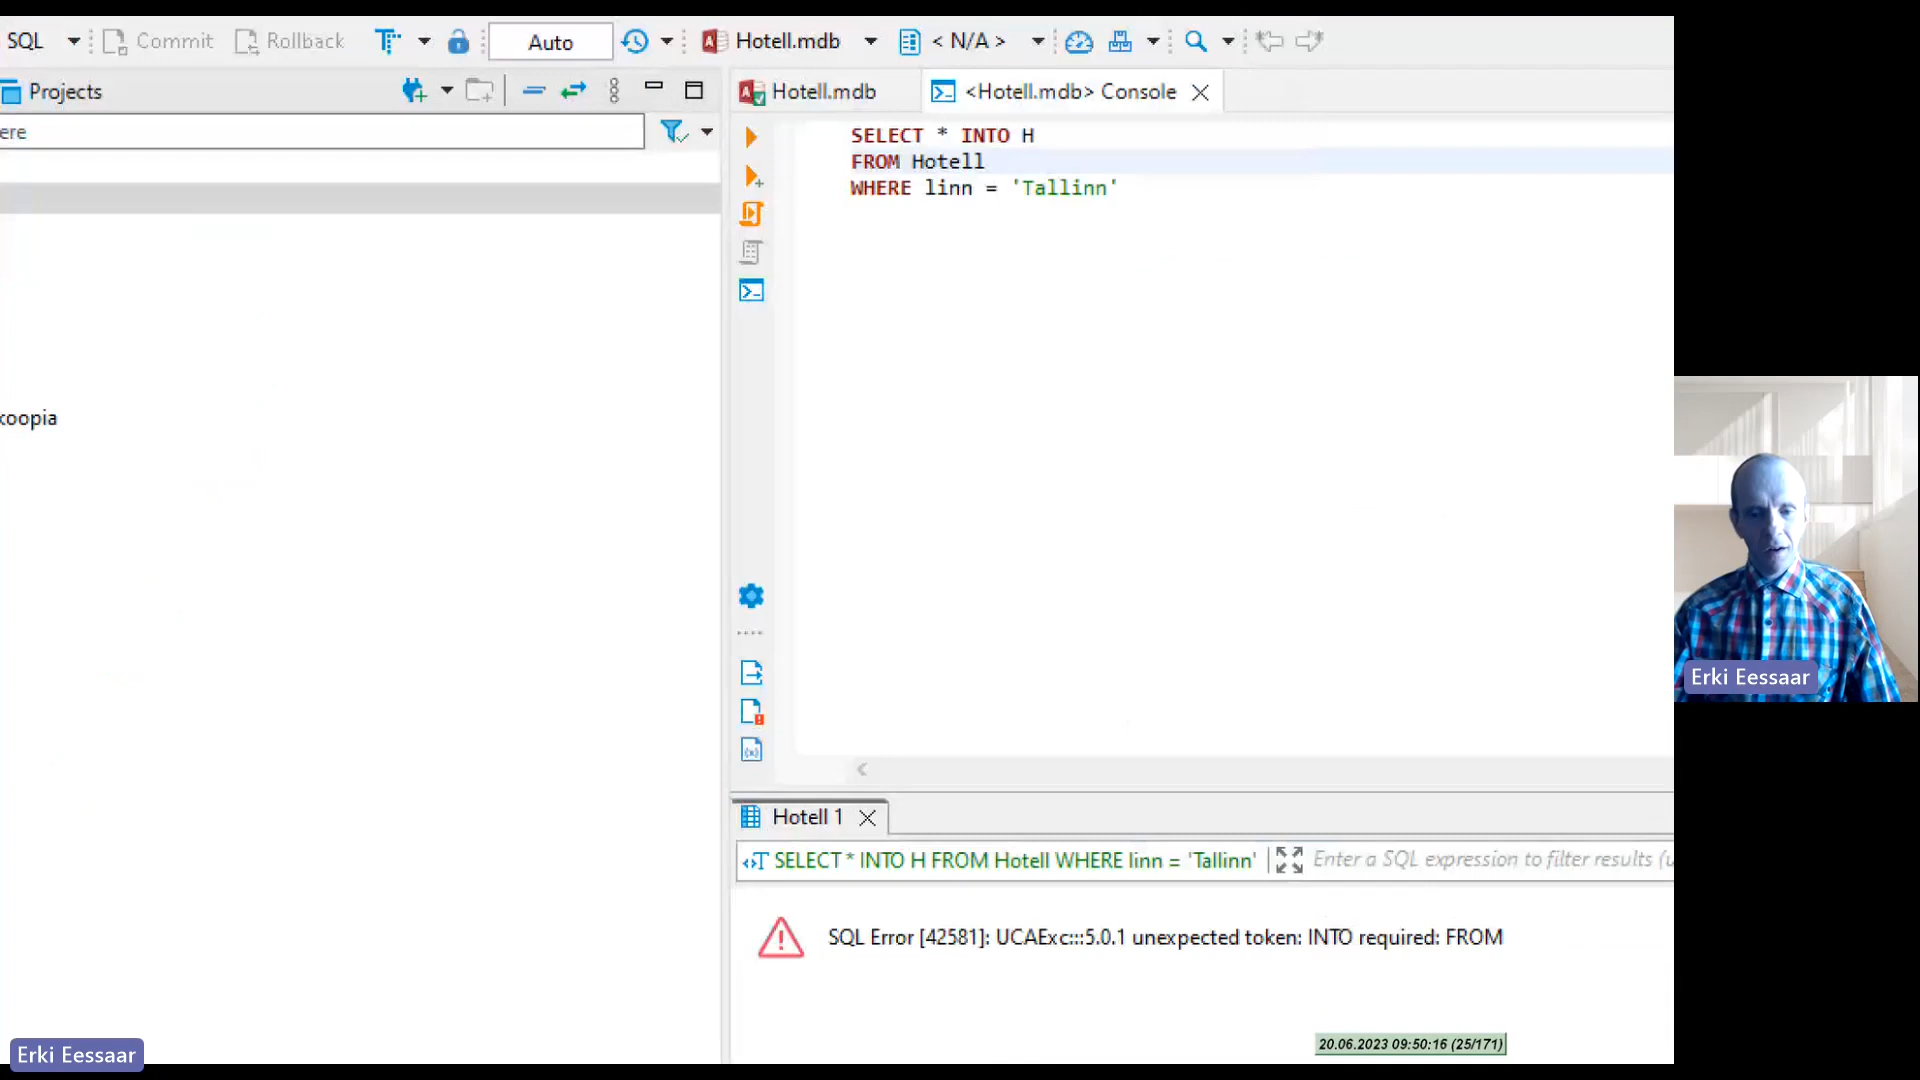 SQL Commit Rollback Auto Hotell.mdb < N/A >
Projects
ere
koopia
Hotell.mdb <Hotell.mdb> Console
SELECT * INTO H
FROM Hotell
WHERE linn = 'Tallinn'
Hotell 1
SELECT * INTO H FROM Hotell WHERE linn = 'Tallinn' Enter a SQL expression to filter results (u
SQL Error [42581]: UCAExc:::5.0.1 unexpected token: INTO required: FROM
20.06.2023 09:50:16 (25/171)
Erki Eessaar
Erki Eessaar